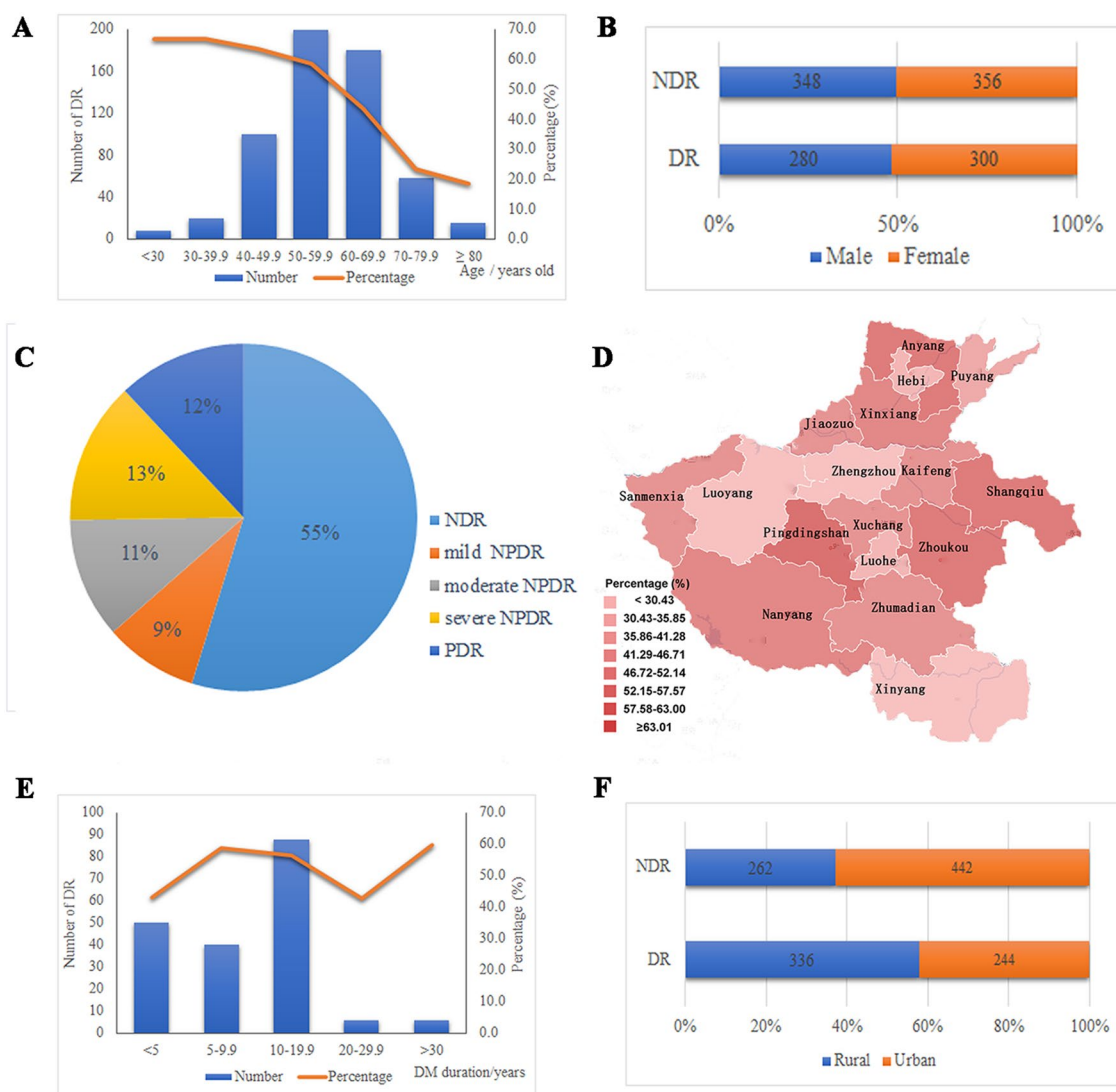 A
200
160
120
80
40
0
Number of DR
70.0
60.0
50.0
40.0
30.0
20.0
10.0
0.0
Percentage (%)
<30 30-39.9 40-49.9 50-59.9 60-69.9 70-79.9 ≥ 80
Number Percentage Age / years old
B
NDR 348 356
DR 280 300
0% 50% 100%
Male Female
C
12%
13%
11%
9%
55%
NDR
mild NPDR
moderate NPDR
severe NPDR
PDR
D
Anyang
Hebi
Puyang
Xinxiang
Jiaozuo
Zhengzhou
Kaifeng
Sanmenxia
Luoyang
Shangqiu
Pingdingshan
Xuchang
Zhoukou
Luohe
Nanyang
Zhumadian
Xinyang
Percentage (%)
< 30.43
30.43-35.85
35.86-41.28
41.29-46.71
46.72-52.14
52.15-57.57
57.58-63.00
≥63.01
E
100
90
80
70
60
50
40
30
20
10
0
Number of DR
70.0
60.0
50.0
40.0
30.0
20.0
10.0
0.0
Percentage (%)
<5 5-9.9 10-19.9 20-29.9 >30
Number Percentage DM duration/years
F
NDR 262 442
DR 336 244
0% 20% 40% 60% 80% 100%
Rural Urban